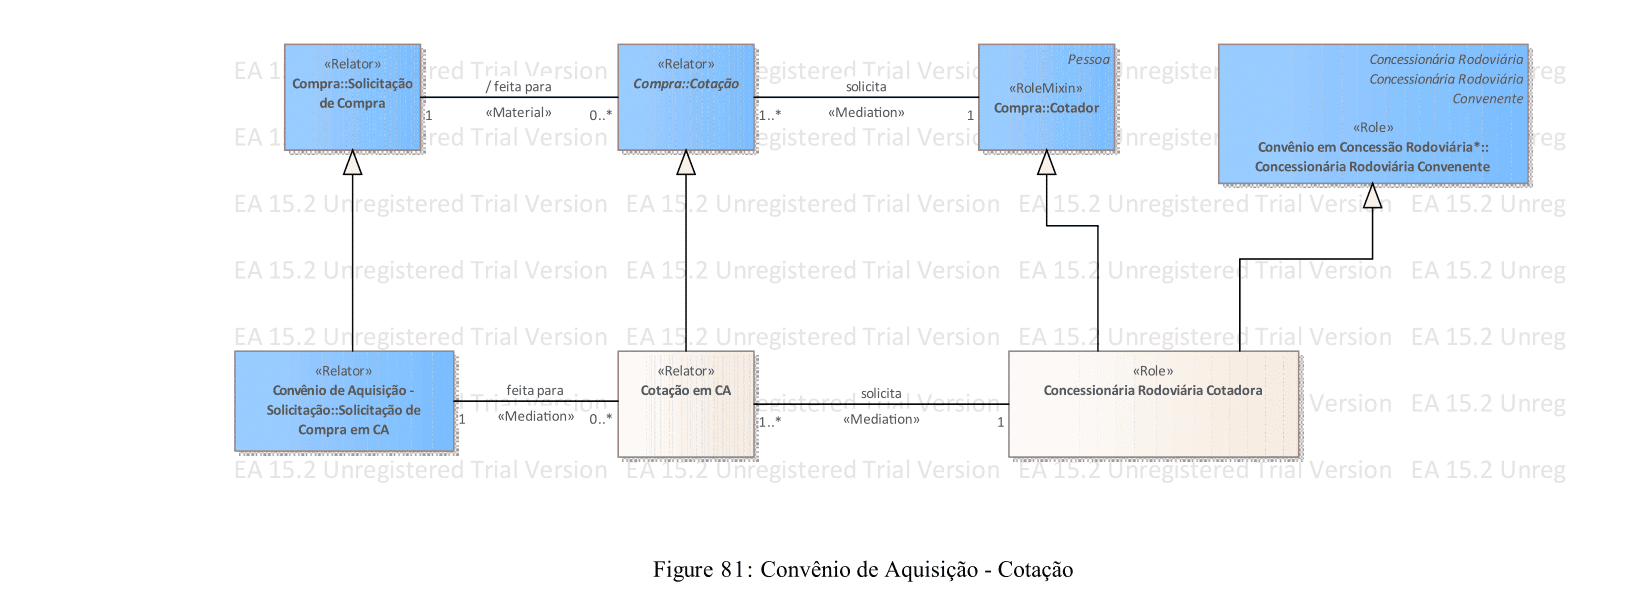 «Relator»
Compra::Solicitação
de Compra
/ feita para
«Material»
1
0..*
«Relator»
Compra::Cotação
solicita
«Mediation»
1..*
1
Pessoa
«RoleMixin»
Compra::Cotador
Concessionária Rodoviária
Concessionária Rodoviária
Convenente
«Role»
Convênio em Concessão Rodoviária*::
Concessionária Rodoviária Convenente
«Relator»
Convênio de Aquisição -
Solicitação::Solicitação de
Compra em CA
feita para
«Mediation»
1
0..*
«Relator»
Cotação em CA
solicita
«Mediation»
1..*
1
«Role»
Concessionária Rodoviária Cotadora
EA 15.2 Unregistered Trial Version EA 15.2 Unregistered Trial Version EA 15.2 Unregistered Trial Version EA 15.2 Unreg
Figure 81: Convênio de Aquisição - Cotação